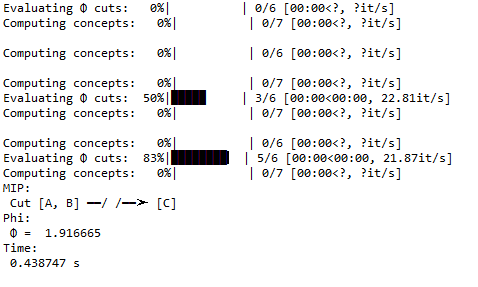 Evaluating Φ cuts:   0%|          | 0/6 [00:00<?, ?it/s]
Computing concepts:   0%|          | 0/7 [00:00<?, ?it/s]
Computing concepts:   0%|          | 0/6 [00:00<?, ?it/s]
Computing concepts:   0%|          | 0/7 [00:00<?, ?it/s]
Evaluating Φ cuts:  50%|█████     | 3/6 [00:00<00:00, 22.81it/s]
Computing concepts:   0%|          | 0/7 [00:00<?, ?it/s]
Computing concepts:   0%|          | 0/6 [00:00<?, ?it/s]
Evaluating Φ cuts:  83%|████████  | 5/6 [00:00<00:00, 21.87it/s]
Computing concepts:   0%|          | 0/7 [00:00<?, ?it/s]
MIP:
Cut [A, B] ——/ /——➤ [C]
Phi:
Φ =  1.916665
Time:
0.438747 s